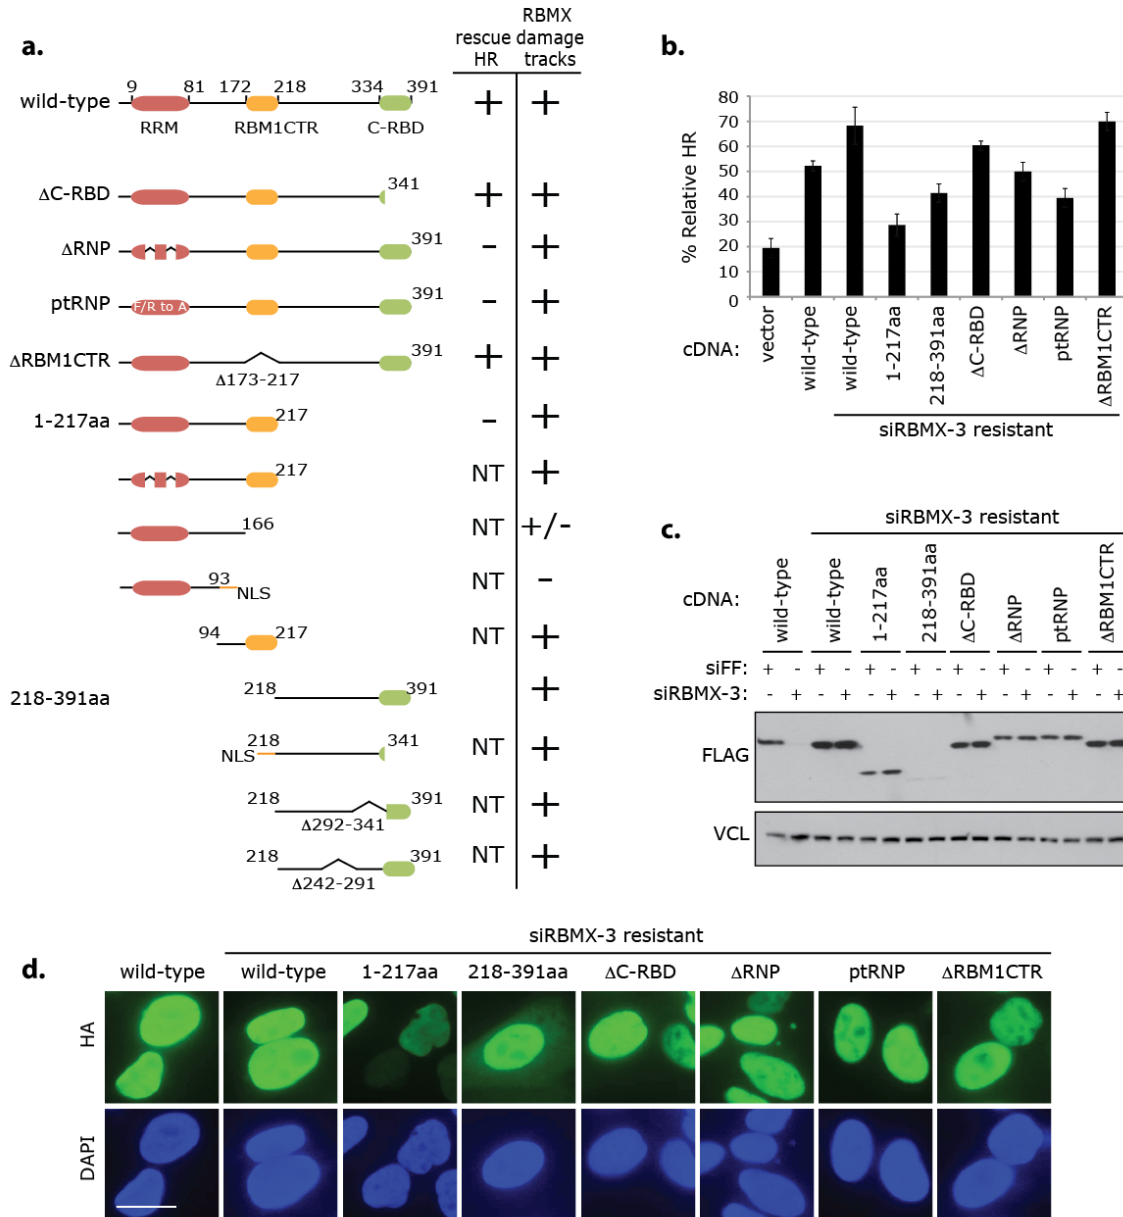 a.
rescue HR
RBMX damage tracks
wild-type
9 81 172 218 334 391
RRM RBM1CTR C-RBD
+ +
ΔC-RBD 341 + +
ΔRNP 391 - +
ptRNP F/R to A 391 - +
ΔRBM1CTR 391 + +
Δ173-217
1-217aa 217 - +
217 NT +
166 NT +/-
93 NLS NT -
94 217 NT +
218-391aa 218 391 +
NLS 218 341 NT +
218 391 NT +
Δ292-341
218 391 NT +
Δ242-291
b.
% Relative HR
80
70
60
50
40
30
20
10
0
cDNA:
vector
wild-type
wild-type
1-217aa
218-391aa
ΔC-RBD
ΔRNP
ptRNP
ΔRBM1CTR
siRBMX-3 resistant
c.
siRBMX-3 resistant
cDNA:
wild-type
wild-type
1-217aa
218-391aa
ΔC-RBD
ΔRNP
ptRNP
ΔRBM1CTR
siFF: + - + - + - + - + - + - + - + -
siRBMX-3: - + - + - + - + - + - + - + - +
FLAG
VCL
d.
siRBMX-3 resistant
wild-type wild-type 1-217aa 218-391aa ΔC-RBD ΔRNP ptRNP ΔRBM1CTR
HA
DAPI